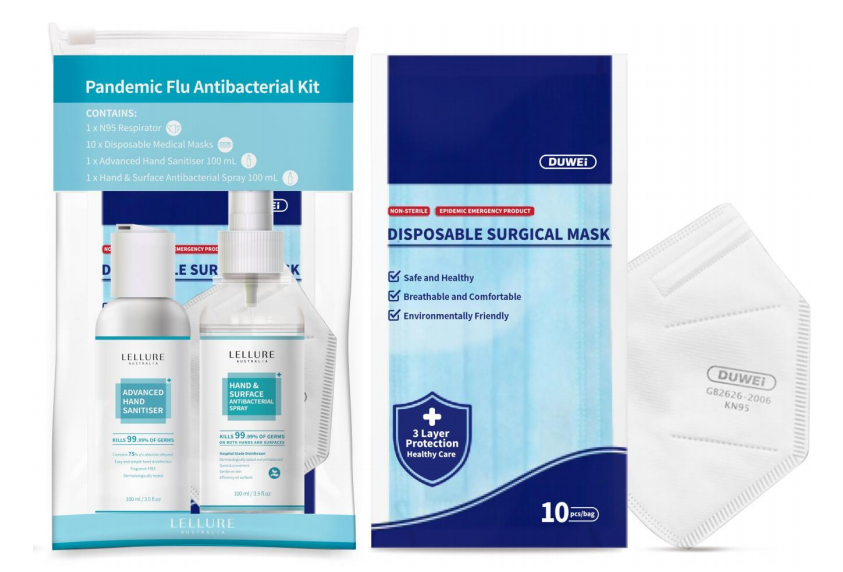 Pandemic Flu Antibacterial Kit
CONTAINS:
1 x N95 Respirator
10 x Disposable Medical Masks
1 x Advanced Hand Sanitiser 100 mL
1 x Hand & Surface Antibacterial Spray 100 mL
LELLURE
AUSTRALIA
ADVANCED
HAND
SANITISER
KILLS 99.99% OF GERMS
Fragrance FREE
100 ml / 3.5 fl oz
LELLURE
AUSTRALIA
HAND &
SURFACE
ANTIBACTERIAL
SPRAY
KILLS 99.99% OF GERMS
ON BOTH HANDS AND SURFACES
Hospital Grade Disinfectant
100 ml / 3.5 fl oz
LELLURE
AUSTRALIA
DUWEi
NON-STERILE EPIDEMIC EMERGENCY PRODUCT
DISPOSABLE SURGICAL MASK
Safe and Healthy
Breathable and Comfortable
Environmentally Friendly
3 Layer
Protection
Healthy Care
10 pcs/bag
DUWEi
GB2626-2006
KN95